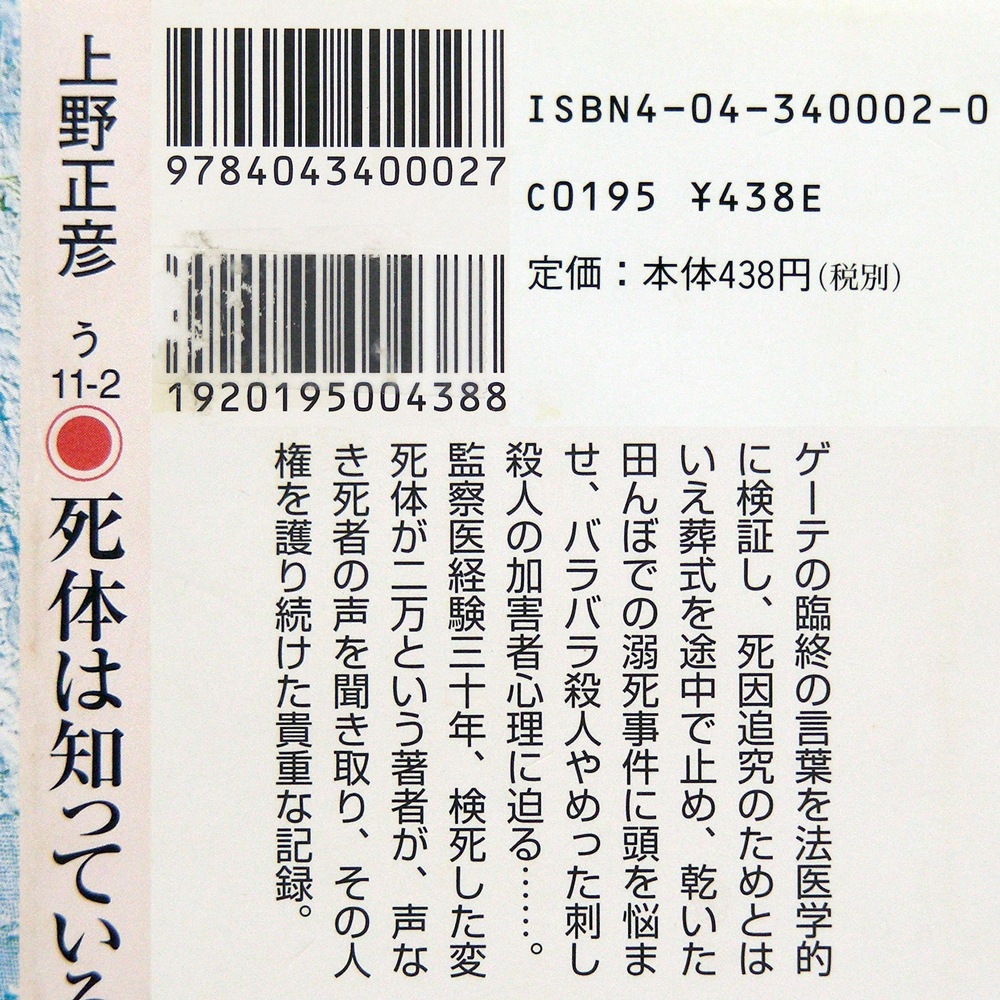 上野正彦
う
11-2
死体は知っている
9784043400027
1920195004388
ISBN4-04-340002-0
C0195 ¥438E
定価：本体438円（税別）
ゲーテの臨終の言葉を法医学的
に検証し、死因追究のためとは
いえ葬式を途中で止め、乾いた
田んぼでの溺死事件に頭を悩ま
せ、バラバラ殺人やめった刺し
殺人の加害者心理に迫る……。
監察医経験三十年、検死した変
死体が二万という著者が、声な
き死者の声を聞き取り、その人
権を護り続けた貴重な記録。